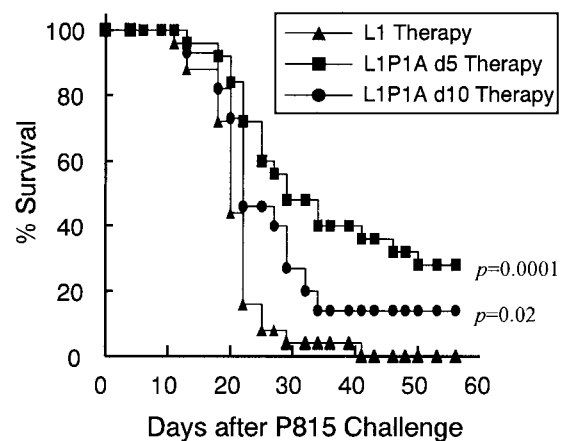 L1 Therapy
L1P1A d5 Therapy
L1P1A d10 Therapy
% Survival
100
80
60
40
20
0
p=0.0001
p=0.02
0 10 20 30 40 50 60
Days after P815 Challenge